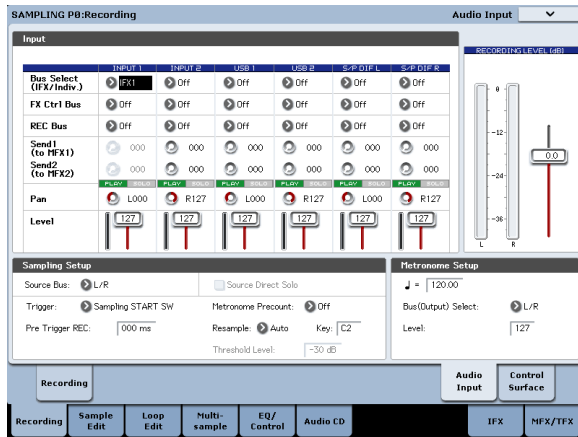 SAMPLING P0:Recording Audio Input
Input
RECORDING LEVEL (dB)
INPUT 1 INPUT 2 USB 1 USB 2 S/P DIF L S/P DIF R
Bus Select (IFX/Indiv.) IFX1 Off Off Off Off Off
FX Ctrl Bus Off Off Off Off Off Off
REC Bus Off Off Off Off Off Off
Send1 (to MFX1) 000 000 000 000 000 000
Send2 (to MFX2) 000 000 000 000 000 000
PLAY SOLO PLAY SOLO PLAY SOLO PLAY SOLO PLAY SOLO PLAY SOLO
Pan L000 R127 L000 R127 L000 R127
Level 127 127 127 127 127 127
0
-12
-24
-36
L R
0.0
Sampling Setup
Source Bus: L/R Source Direct Solo
Trigger: Sampling START SW Metronome Precount: Off
Pre Trigger REC: 000 ms Resample: Auto Key: C2
Threshold Level: -30 dB
Metronome Setup
♩ = 120.00
Bus(Output) Select: L/R
Level: 127
Recording Audio Input Control Surface
Recording Sample Edit Loop Edit Multi-sample EQ/Control Audio CD IFX MFX/TFX